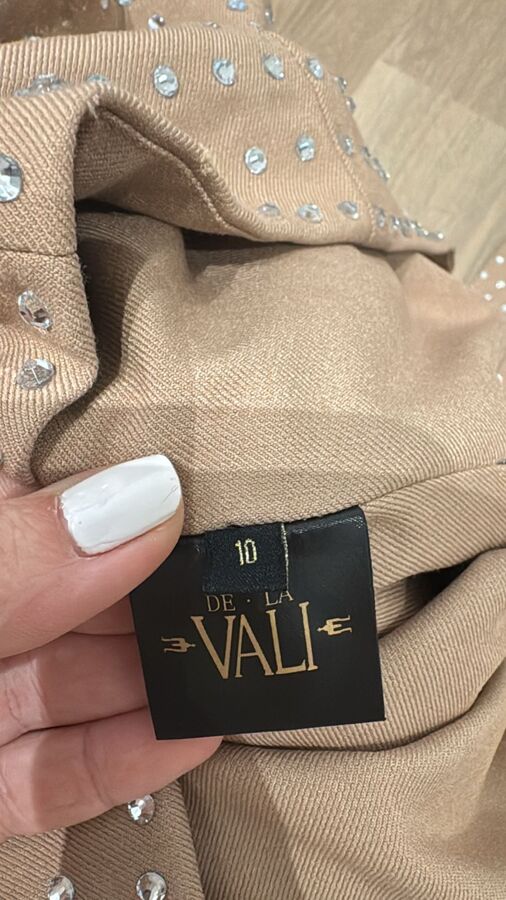 10
DE · LA
VALI